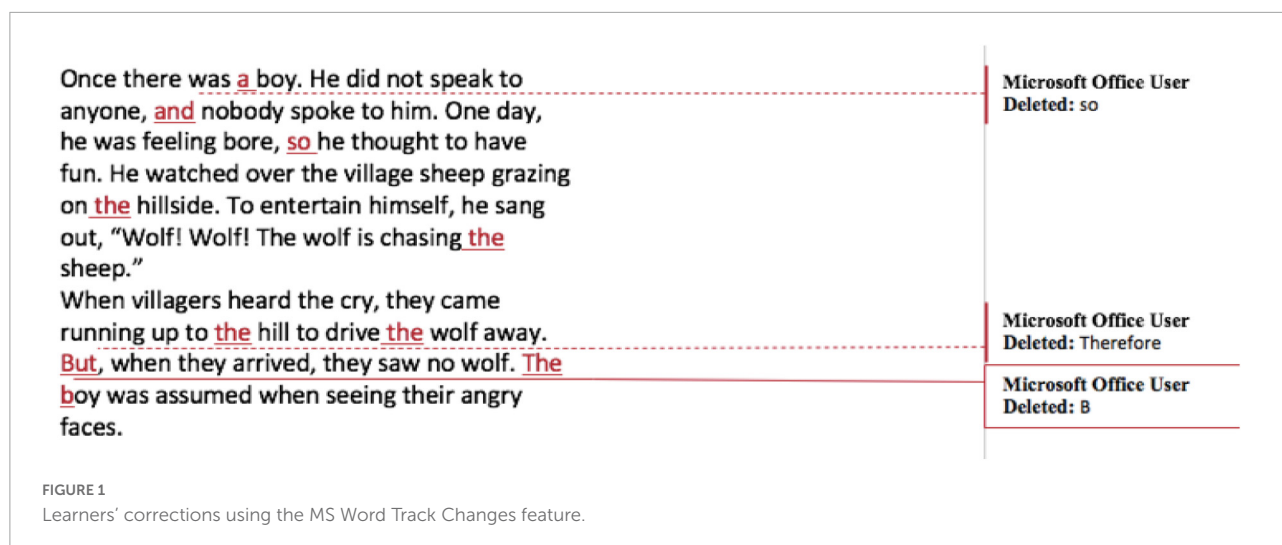 Once there was a boy. He did not speak to
anyone, and nobody spoke to him. One day,
he was feeling bore, so he thought to have
fun. He watched over the village sheep grazing
on the hillside. To entertain himself, he sang
out, “Wolf! Wolf! The wolf is chasing the
sheep.”
When villagers heard the cry, they came
running up to the hill to drive the wolf away.
But, when they arrived, they saw no wolf. The
boy was assumed when seeing their angry
faces.
Microsoft Office User
Deleted: so
Microsoft Office User
Deleted: Therefore
Microsoft Office User
Deleted: B
FIGURE 1
Learners’ corrections using the MS Word Track Changes feature.